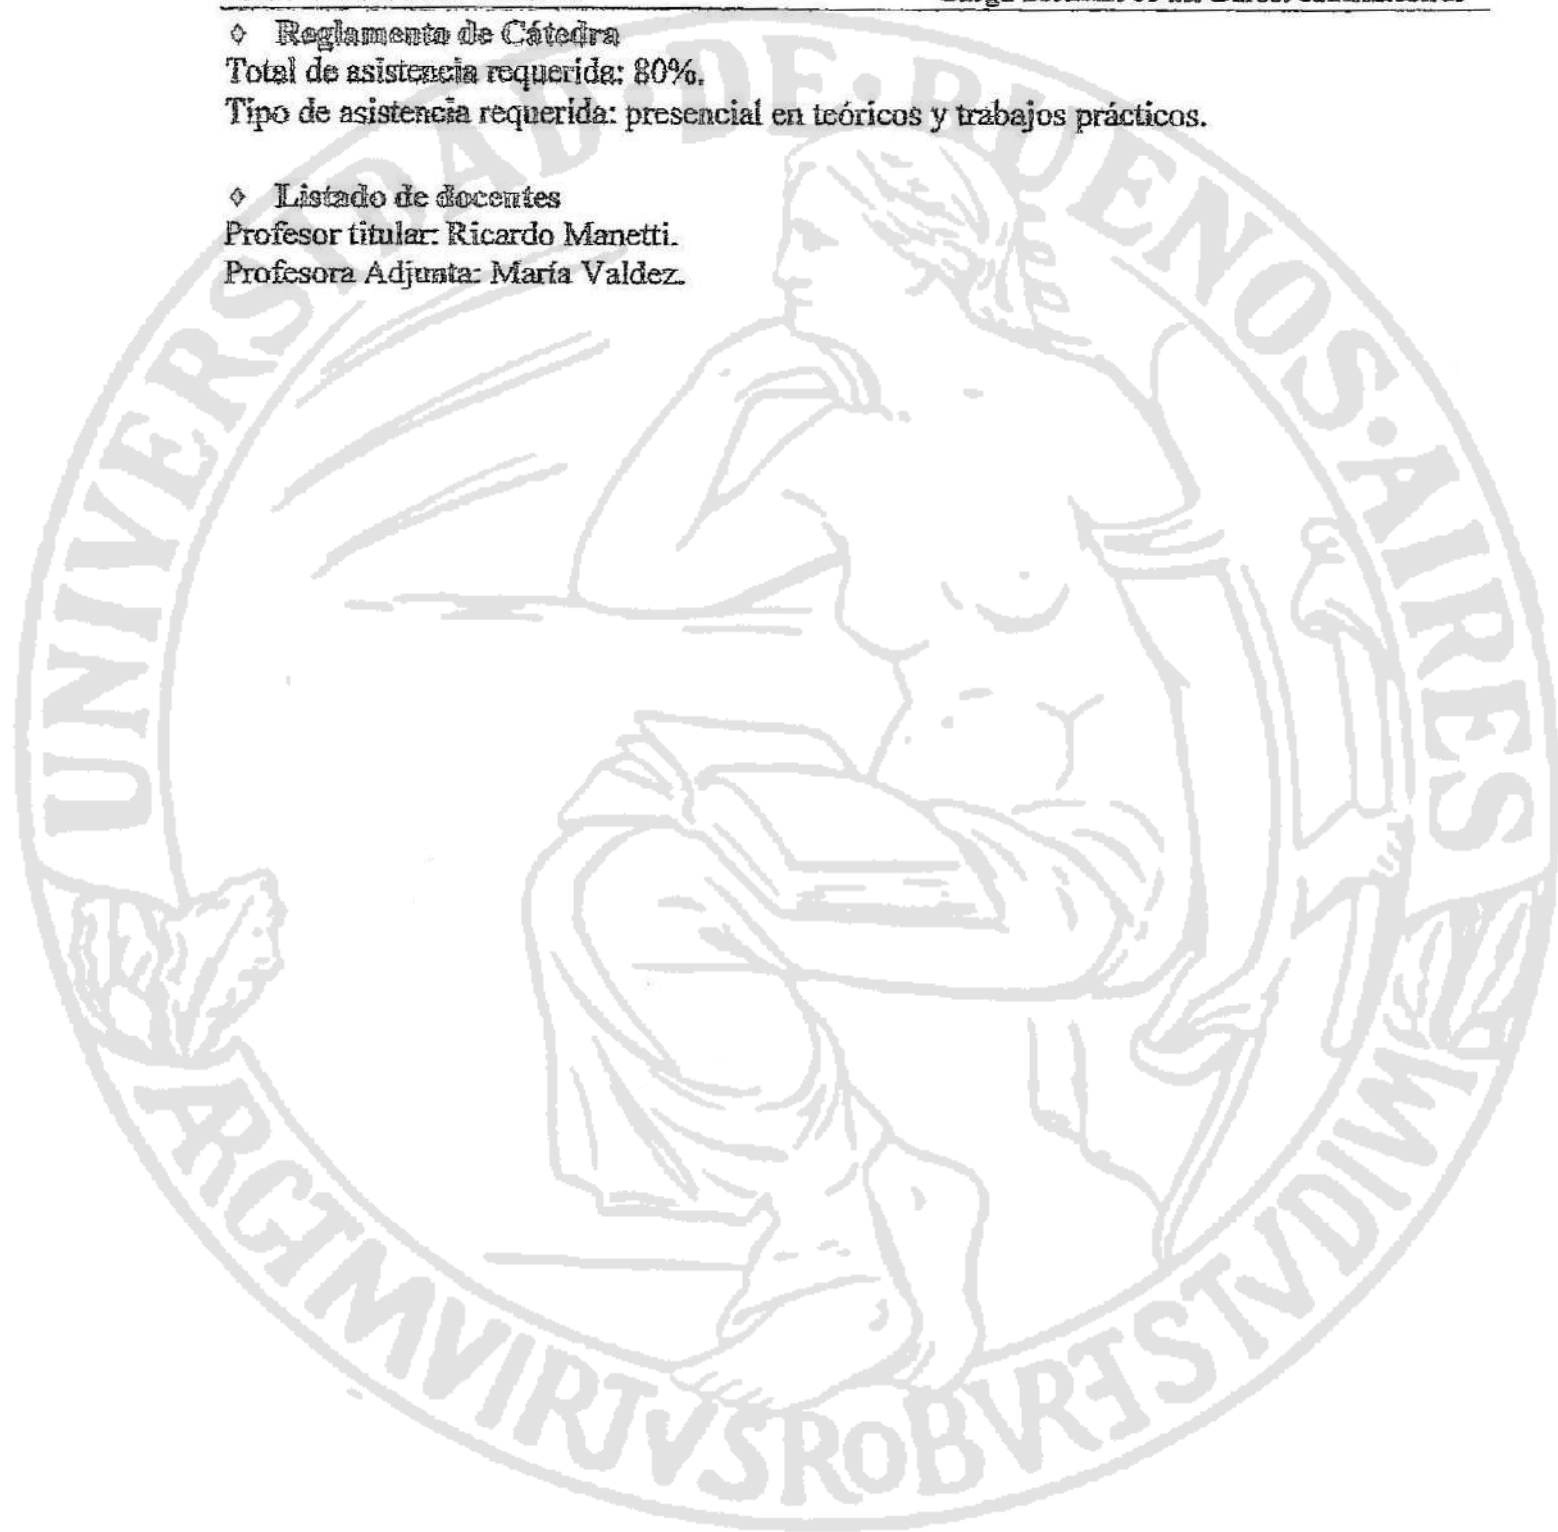 ◊ Reglamento de Cátedra
Total de asistencia requerida: 80%.
Tipo de asistencia requerida: presencial en teóricos y trabajos prácticos.
◊ Listado de docentes
Profesor titular: Ricardo Manetti.
Profesora Adjunta: María Valdez.
UNIVERSIDAD·DE·BUENOS·AIRES
ARGTMVIRTVSROBVRETSTVDIVM